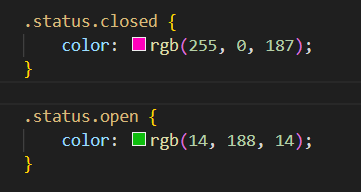 .status.closed {
    color: rgb(255, 0, 187);
}
.status.open {
    color: rgb(14, 188, 14);
}